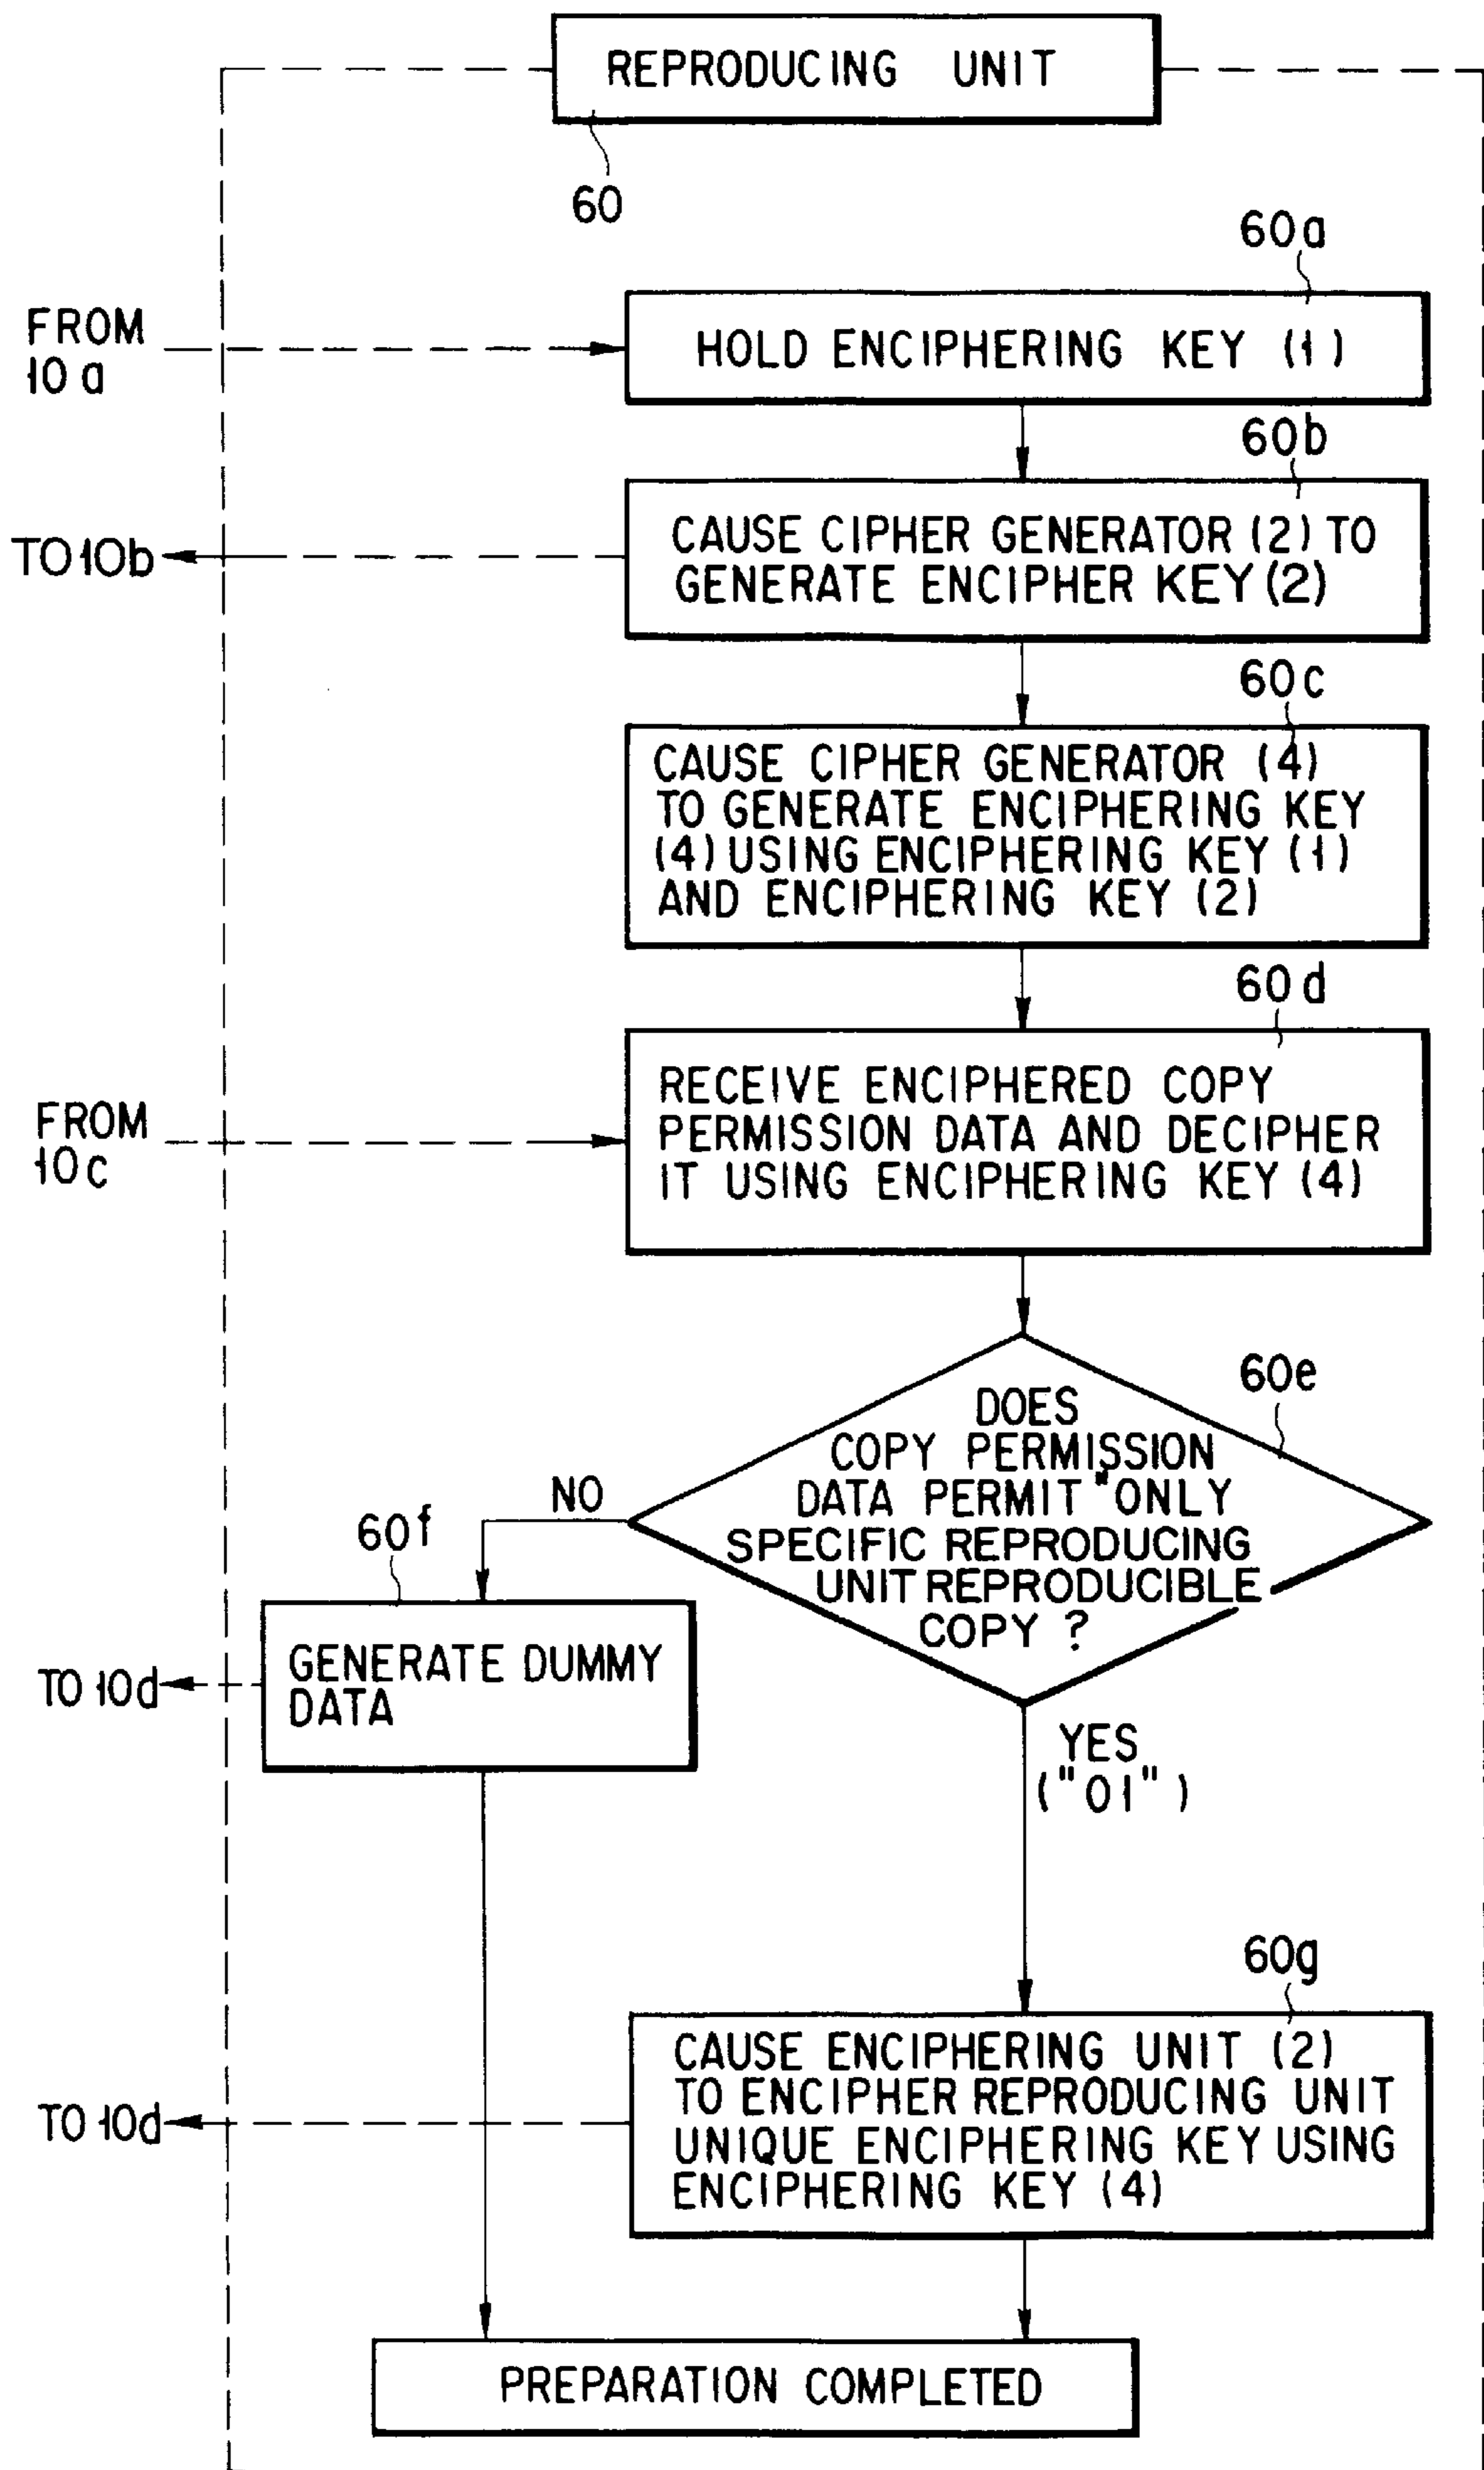 REPRODUCING UNIT
60
60a
FROM
10a
HOLD ENCIPHERING KEY (1)
60b
TO 10b
CAUSE CIPHER GENERATOR (2) TO
GENERATE ENCIPHER KEY (2)
60c
CAUSE CIPHER GENERATOR (4)
TO GENERATE ENCIPHERING KEY
(4) USING ENCIPHERING KEY (1)
AND ENCIPHERING KEY (2)
60d
FROM
10c
RECEIVE ENCIPHERED COPY
PERMISSION DATA AND DECIPHER
IT USING ENCIPHERING KEY (4)
60e
DOES
COPY PERMISSION
DATA PERMIT "ONLY
SPECIFIC REPRODUCING
UNIT REPRODUCIBLE
COPY ?
NO
60f
TO 10d
GENERATE DUMMY
DATA
YES
("01")
60g
TO 10d
CAUSE ENCIPHERING UNIT (2)
TO ENCIPHER REPRODUCING UNIT
UNIQUE ENCIPHERING KEY USING
ENCIPHERING KEY (4)
PREPARATION COMPLETED